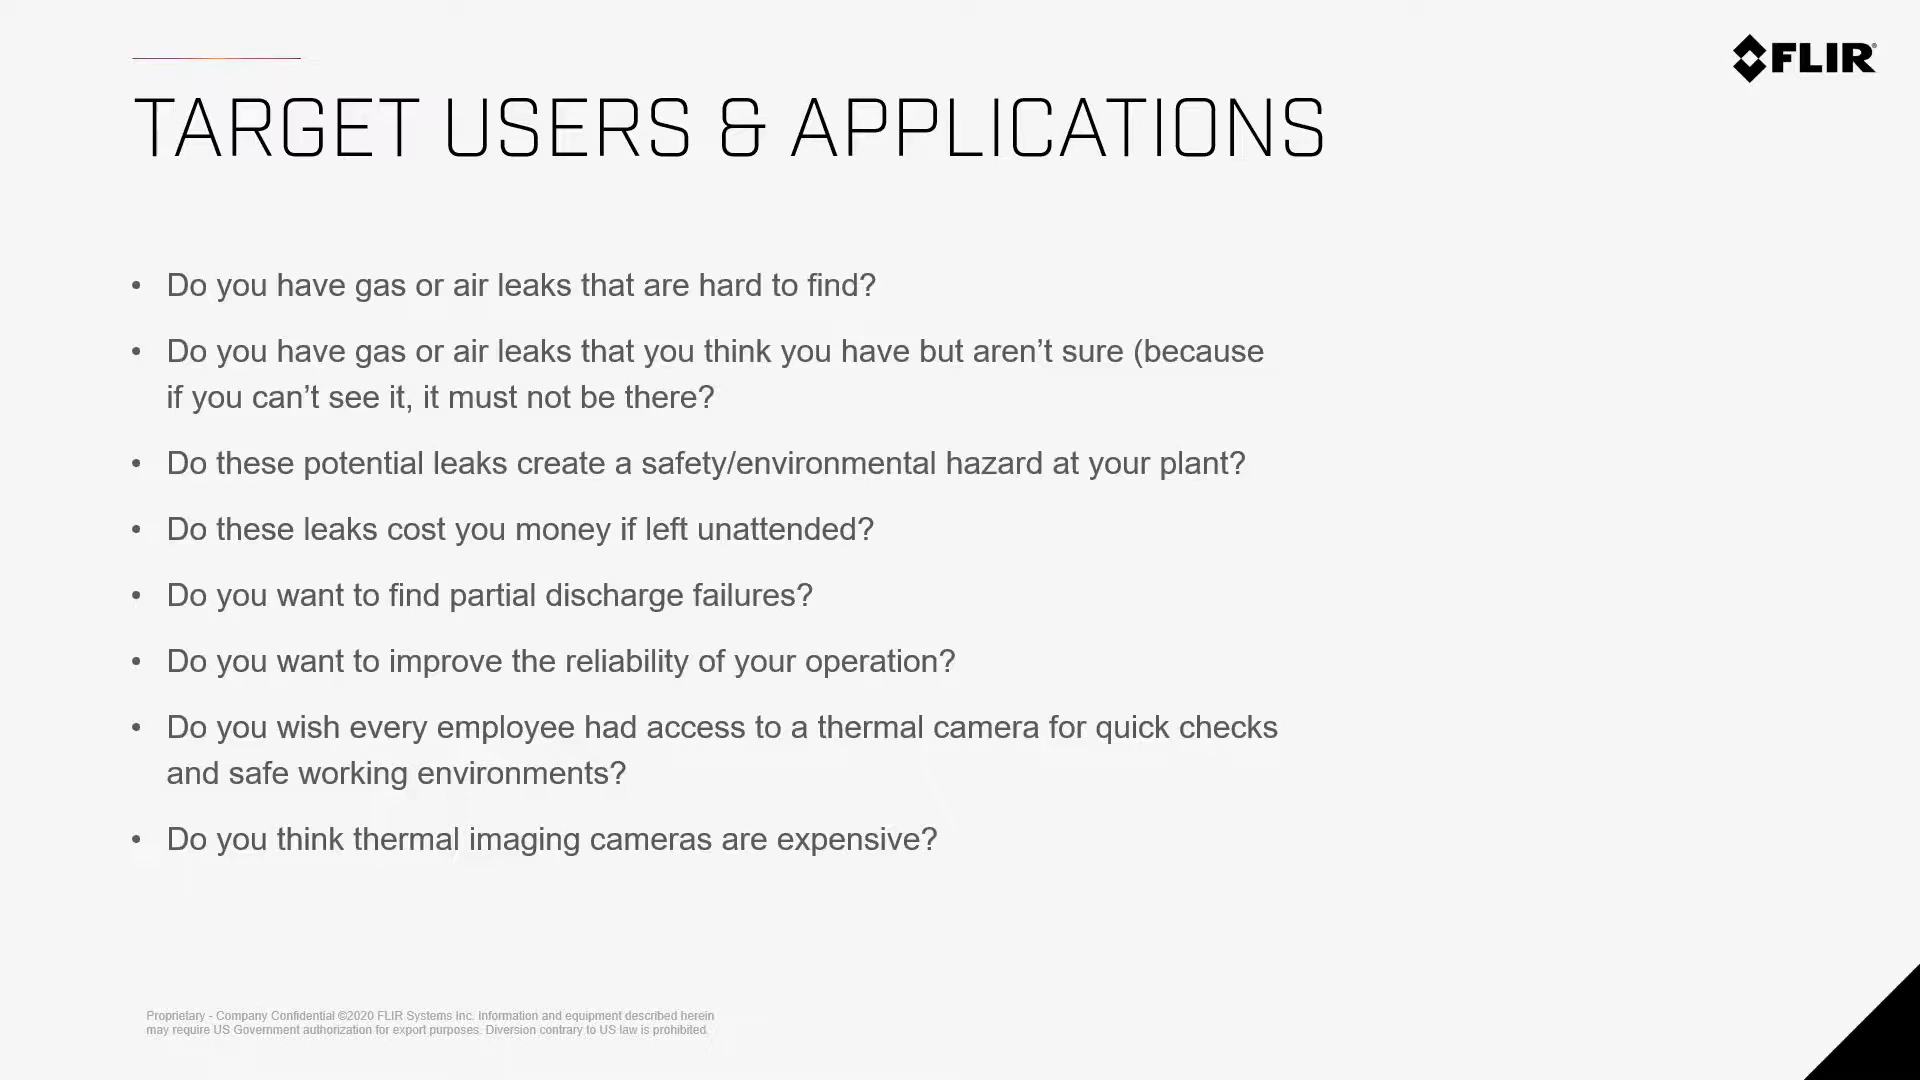 FLIR
TARGET USERS & APPLICATIONS
• Do you have gas or air leaks that are hard to find?
• Do you have gas or air leaks that you think you have but aren’t sure (because
if you can’t see it, it must not be there?
• Do these potential leaks create a safety/environmental hazard at your plant?
• Do these leaks cost you money if left unattended?
• Do you want to find partial discharge failures?
• Do you want to improve the reliability of your operation?
• Do you wish every employee had access to a thermal camera for quick checks
and safe working environments?
• Do you think thermal imaging cameras are expensive?
Proprietary - Company Confidential ©2020 FLIR Systems Inc. Information and equipment described herein
may require US Government authorization for export purposes. Diversion contrary to US law is prohibited.